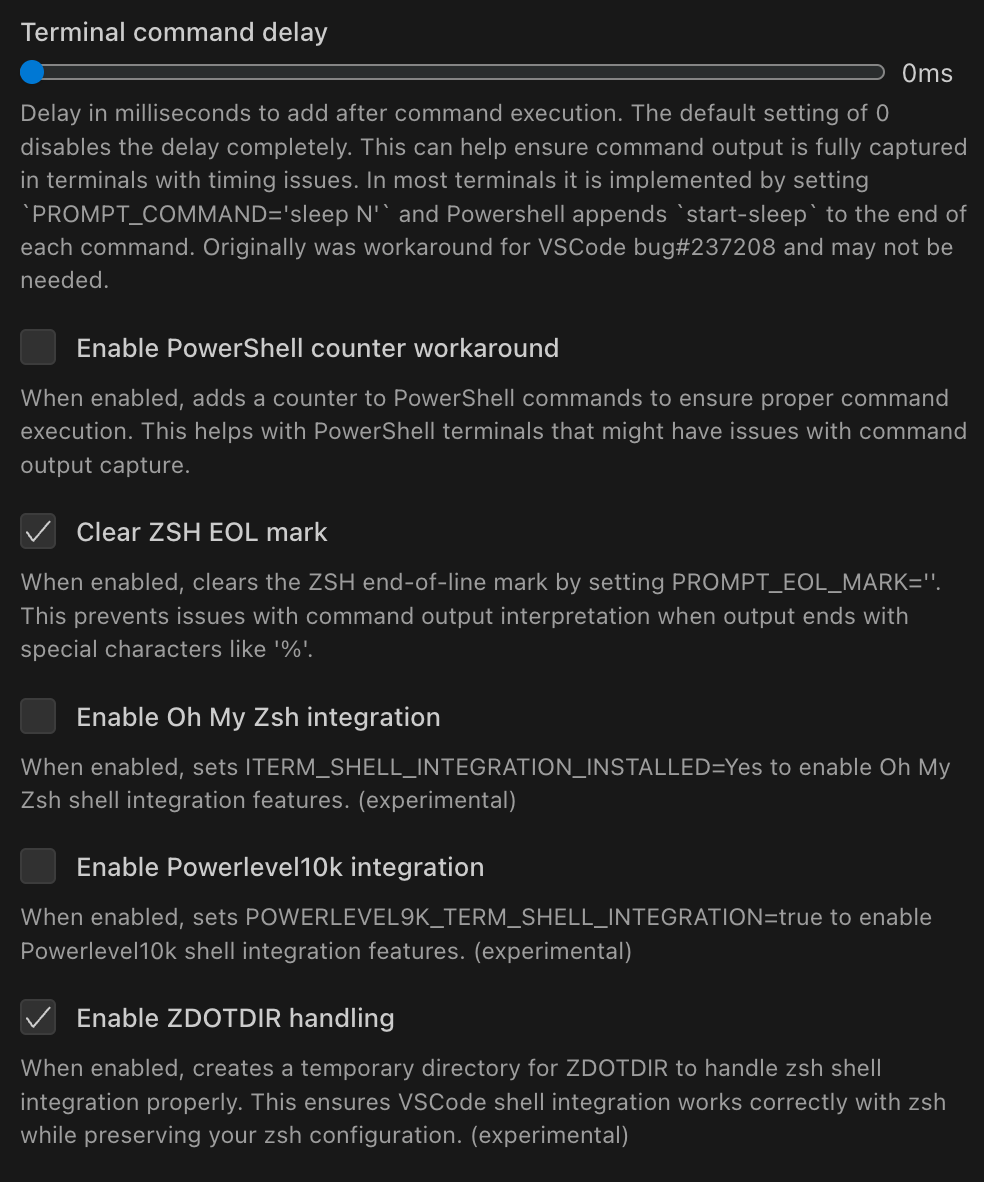 Terminal command delay
0ms
Delay in milliseconds to add after command execution. The default setting of 0
disables the delay completely. This can help ensure command output is fully captured
in terminals with timing issues. In most terminals it is implemented by setting
`PROMPT_COMMAND='sleep N'` and Powershell appends `start-sleep` to the end of
each command. Originally was workaround for VSCode bug#237208 and may not be
needed.
Enable PowerShell counter workaround
When enabled, adds a counter to PowerShell commands to ensure proper command
execution. This helps with PowerShell terminals that might have issues with command
output capture.
Clear ZSH EOL mark
When enabled, clears the ZSH end-of-line mark by setting PROMPT_EOL_MARK=''.
This prevents issues with command output interpretation when output ends with
special characters like '%'.
Enable Oh My Zsh integration
When enabled, sets ITERM_SHELL_INTEGRATION_INSTALLED=Yes to enable Oh My
Zsh shell integration features. (experimental)
Enable Powerlevel10k integration
When enabled, sets POWERLEVEL9K_TERM_SHELL_INTEGRATION=true to enable
Powerlevel10k shell integration features. (experimental)
Enable ZDOTDIR handling
When enabled, creates a temporary directory for ZDOTDIR to handle zsh shell
integration properly. This ensures VSCode shell integration works correctly with zsh
while preserving your zsh configuration. (experimental)